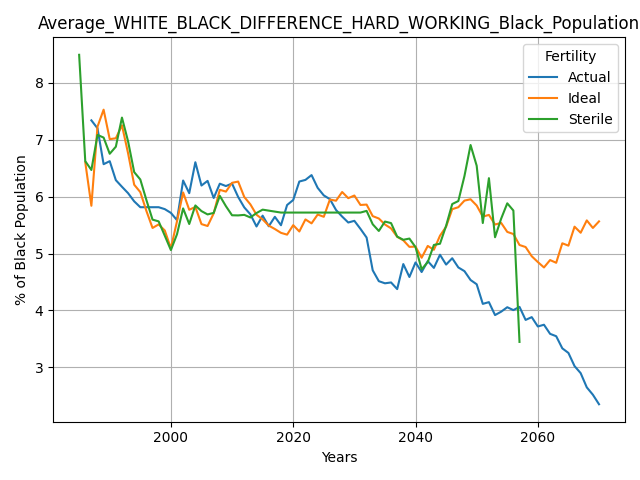 Average_WHITE_BLACK_DIFFERENCE_HARD_WORKING_Black_Population
Fertility
Actual
Ideal
Sterile
% of Black Population
8
7
6
5
4
3
2000
2020
2040
2060
Years